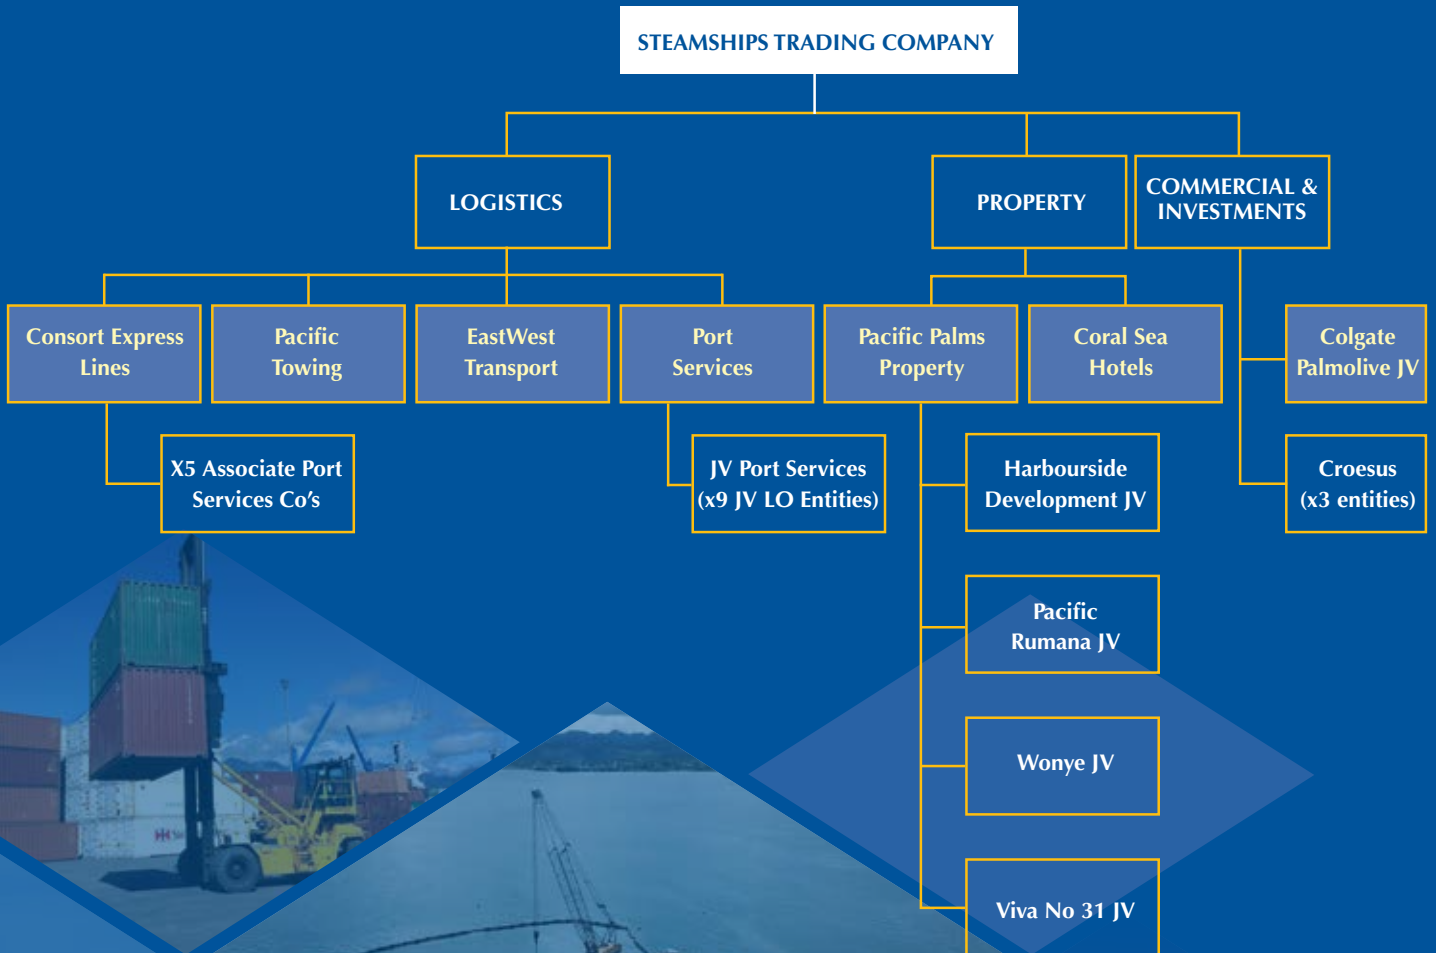 STEAMSHIPS TRADING COMPANY
LOGISTICS
PROPERTY
COMMERCIAL &
INVESTMENTS
Consort Express
Lines
Pacific
Towing
EastWest
Transport
Port
Services
Pacific Palms
Property
Coral Sea
Hotels
Colgate
Palmolive JV
X5 Associate Port
Services Co’s
JV Port Services
(x9 JV LO Entities)
Harbourside
Development JV
Croesus
(x3 entities)
Pacific
Rumana JV
Wonye JV
Viva No 31 JV